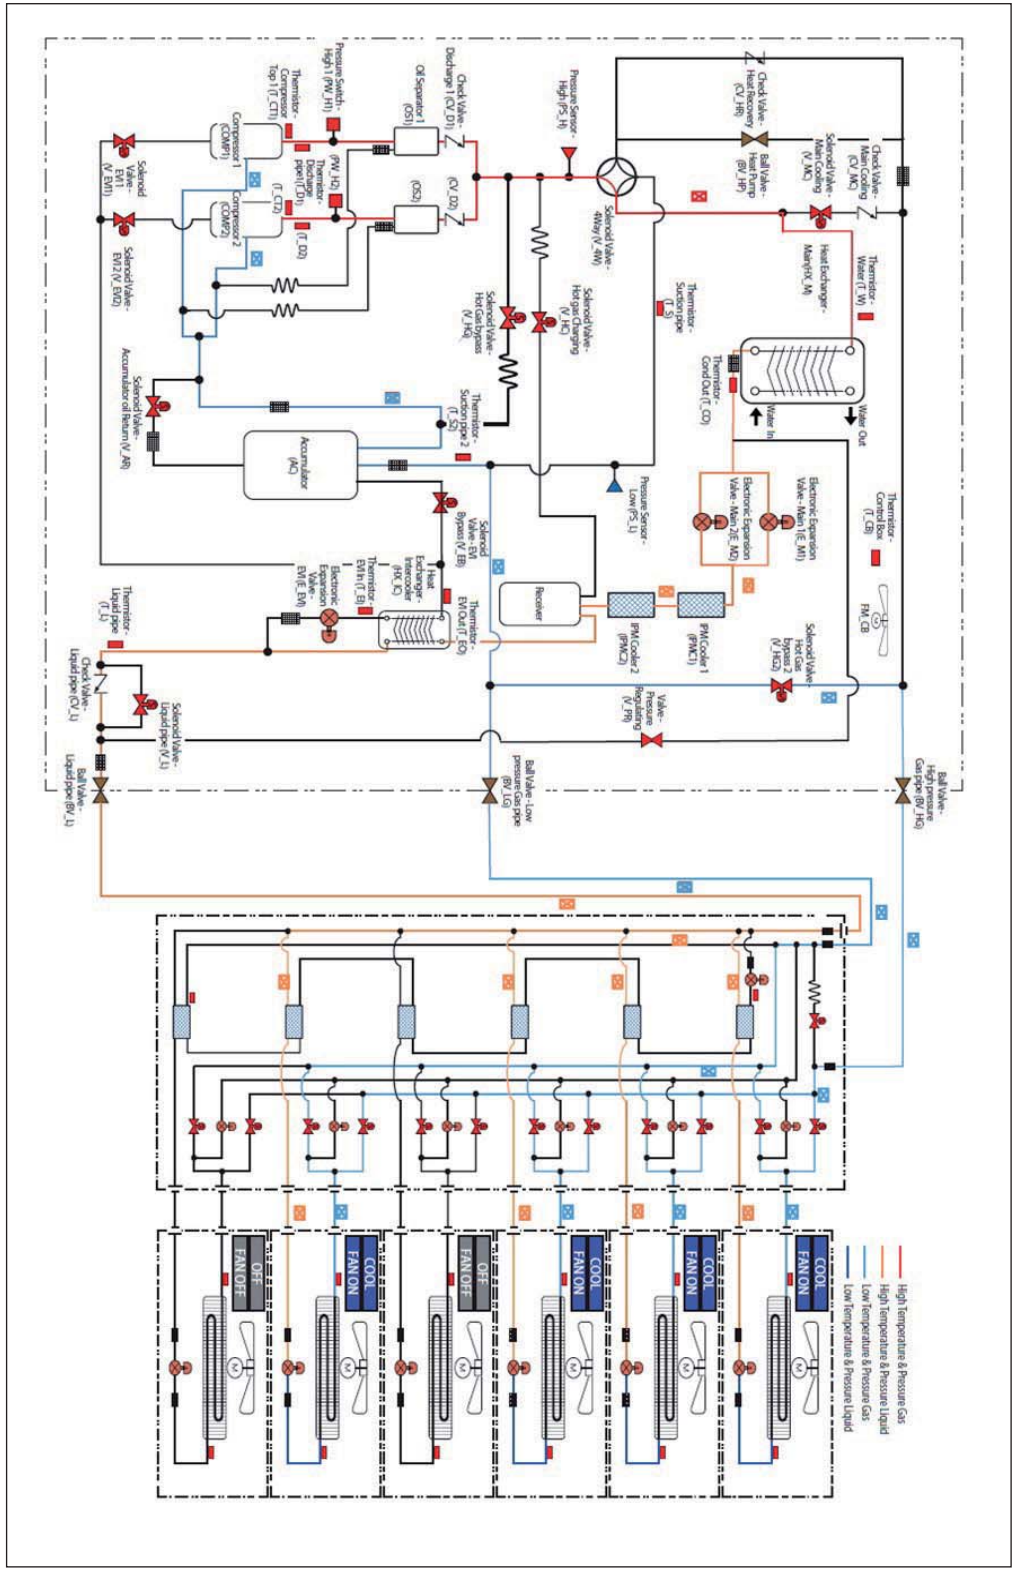 Thermistor -
Compressor
Top 1 (T_CT1)
Pressure Switch -
High 1 (PW_H1)
Oil Separator 1
(OS1)
Check Valve -
Discharge 1 (CV_D1)
Pressure Sensor -
High (PS_H)
Check Valve -
Heat Recovery
(CV_HR)
Ball Valve -
Heat Pump
(BV_HP)
Solenoid Valve -
Main Cooling
(V_MC)
Check Valve -
Main Cooling
(CV_MC)
Compressor 1
(COMP1)
Solenoid
Valve -
EVI 1
(V_EVI1)
(PW_H2)
Thermistor -
Discharge
pipe1(T_D1)
(T_CT2)
(T_D2)
(OS2)
(CV_D2)
Compressor 2
(COMP2)
Solenoid Valve -
EVI 2 (V_EVI2)
Solenoid Valve -
4Way (V_4W)
Heat Exchanger -
Main(HX_M)
Thermistor -
Water (T_W)
Solenoid Valve -
Hot Gas bypass
(V_HG)
Solenoid Valve -
Hot gas Charging
(V_HC)
Thermistor -
Suction pipe
(T_S)
Thermistor -
Cond Out (T_CO)
Water In
Water Out
Solenoid Valve -
Accumulator oil Return (V_AR)
Accumulator
(AC)
Thermistor -
Suction pipe 2
(T_S2)
Pressure Sensor -
Low (PS_L)
Electronic Expansion
Valve - Main 2(E_M2)
Electronic Expansion
Valve - Main 1(E_M1)
Thermistor -
Control Box
(T_CB)
Solenoid
Valve - EVI
Bypass (V_EB)
Heat
Exchanger -
Intercooler
(HX_IC)
Thermistor -
EVI In (T_EI)
Electronic
Expansion
Valve -
EVI (E_EVI)
Thermistor -
EVI Out (T_EO)
Receiver
IPM Cooler 2
(IPMC2)
IPM Cooler 1
(IPMC1)
FM_CB
M
Thermistor -
Liquid pipe
(T_L)
Check Valve -
Liquid pipe (CV_L)
Solenoid Valve -
Liquid pipe (V_L)
Valve -
Pressure
Regulating
(V_PR)
Solenoid Valve -
Hot Gas
bypass 2
(V_HG2)
Ball Valve -
Liquid pipe (BV_L)
Ball Valve - Low
pressure Gas pipe
(BV_LG)
Ball Valve -
High pressure
Gas pipe (BV_HG)
OFF
FAN OFF
M
COOL
FAN ON
M
OFF
FAN OFF
M
COOL
FAN ON
M
COOL
FAN ON
M
COOL
FAN ON
M
High Temperature & Pressure Gas
High Temperature & Pressure Liquid
Low Temperature & Pressure Gas
Low Temperature & Pressure Liquid